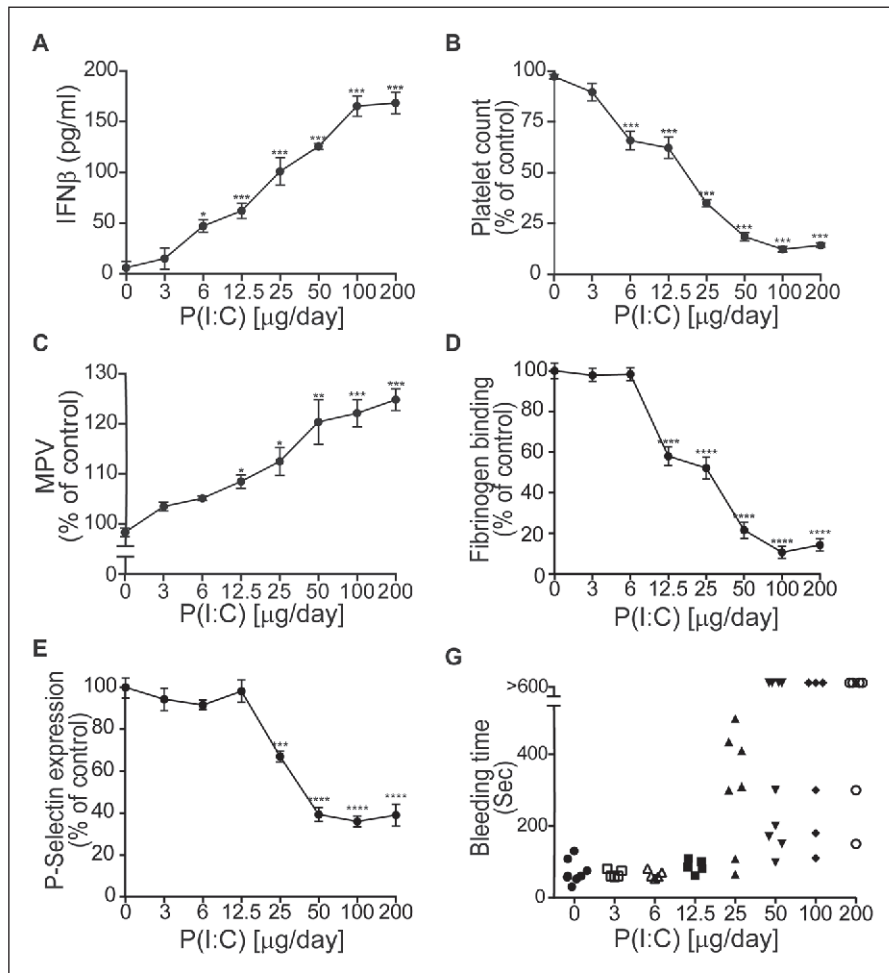 A
IFNβ (pg/ml)
200
150
100
50
0
* *** *** *** *** ***
0 3 6 12.5 25 50 100 200
P(I:C) [μg/day]
B
Platelet count
(% of control)
100
75
50
25
0
*** *** *** *** *** ***
0 3 6 12.5 25 50 100 200
P(I:C) [μg/day]
C
MPV
(% of control)
130
120
110
100
0
* * ** *** ***
0 3 6 12.5 25 50 100 200
P(I:C) [μg/day]
D
Fibrinogen binding
(% of control)
100
80
60
40
20
0
**** **** **** **** ****
0 3 6 12.5 25 50 100 200
P(I:C) [μg/day]
E
P-Selectin expression
(% of control)
100
80
60
40
20
0
*** **** **** ****
0 3 6 12.5 25 50 100 200
P(I:C) [μg/day]
G
Bleeding time
(Sec)
>600
400
200
0
0 3 6 12.5 25 50 100 200
P(I:C) [μg/day]